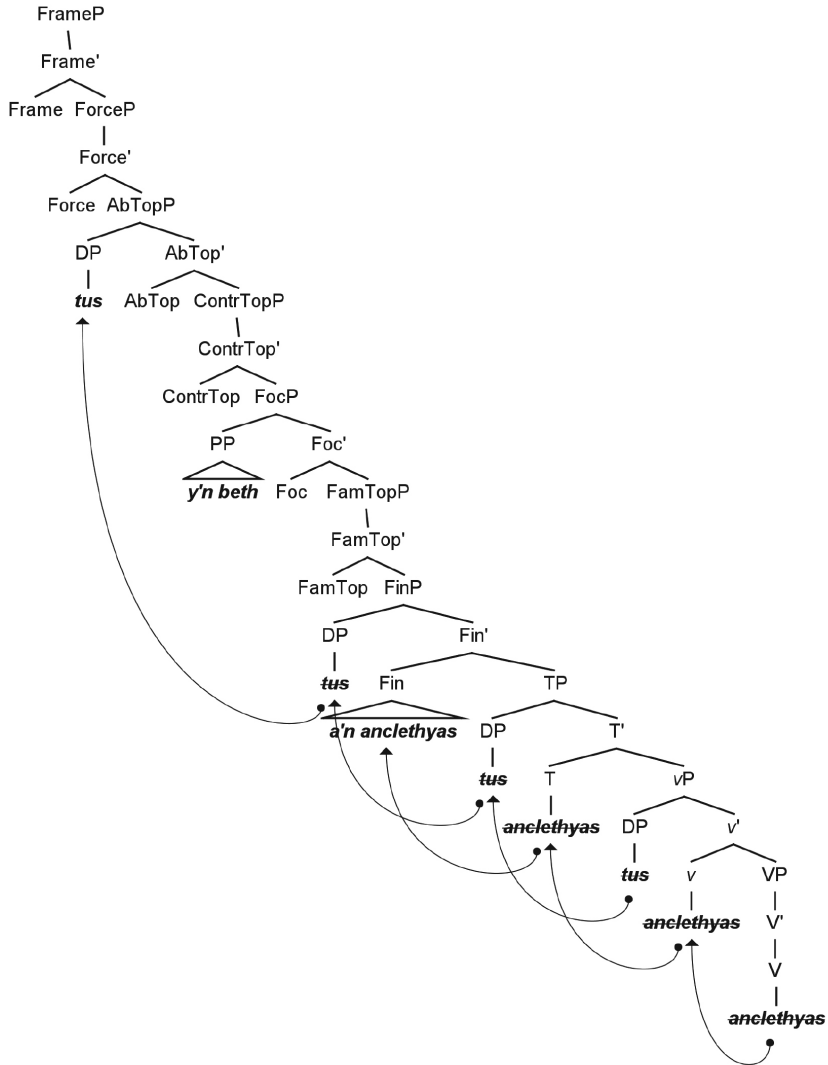 FrameP
Frame'
Frame ForceP
Force'
Force AbTopP
DP AbTop'
tus AbTop ContrTopP
ContrTop'
ContrTop FocP
PP Foc'
y'n beth Foc FamTopP
FamTop'
FamTop FinP
DP Fin'
tus Fin TP
a'n anclethyas DP T'
tus T vP
anclethyas DP v'
tus v VP
anclethyas V'
V
anclethyas